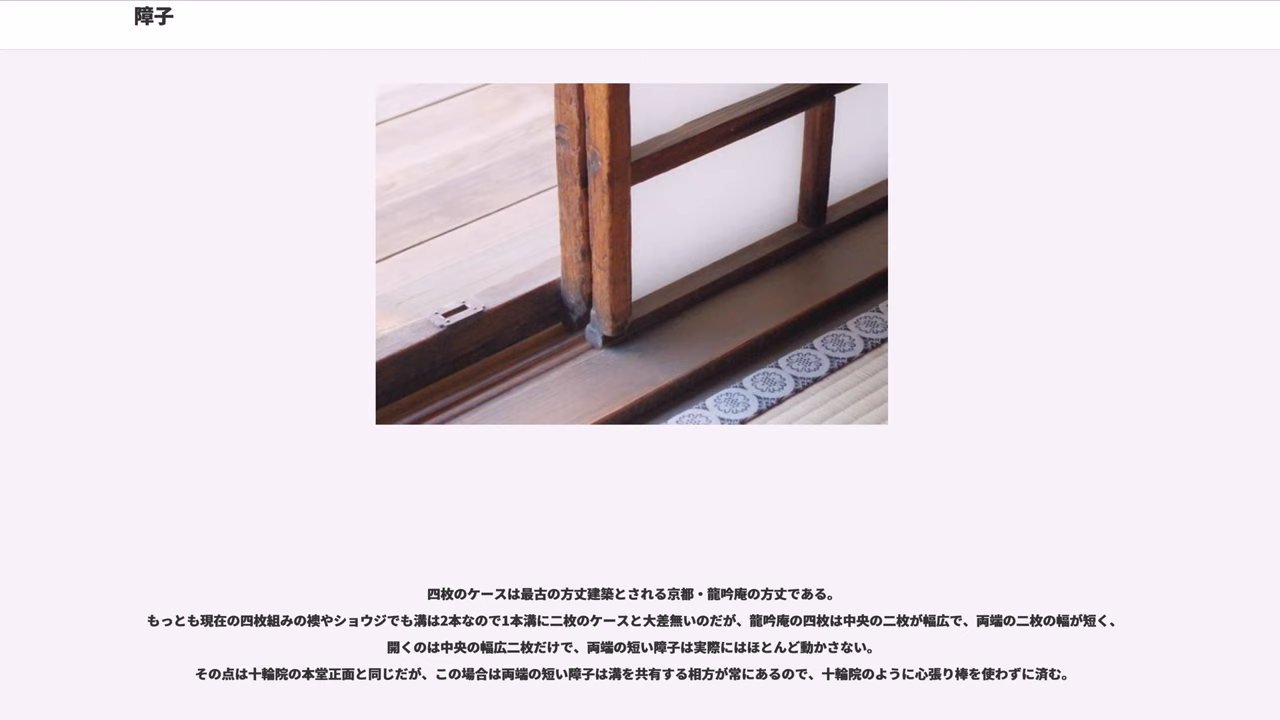 障子
四枚のケースは最古の方丈建築とされる京都・龍吟庵の方丈である。
もっとも現在の四枚組みの襖やショウジでも溝は2本なので1本溝に二枚のケースと大差無いのだが、龍吟庵の四枚は中央の二枚が幅広で、両端の二枚の幅が短く、
開くのは中央の幅広二枚だけで、両端の短い障子は実際にはほとんど動かさない。
その点は十輪院の本堂正面と同じだが、この場合は両端の短い障子は溝を共有する相方が常にあるので、十輪院のように心張り棒を使わずに済む。